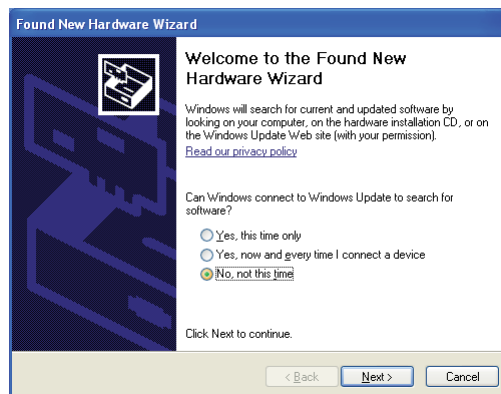 Found New Hardware Wizard
Welcome to the Found New
Hardware Wizard
Windows will search for current and updated software by
looking on your computer, on the hardware installation CD, or on
the Windows Update Web site (with your permission).
Read our privacy policy
Can Windows connect to Windows Update to search for
software?
Yes, this time only
Yes, now and every time I connect a device
No, not this time
Click Next to continue.
< Back Next > Cancel